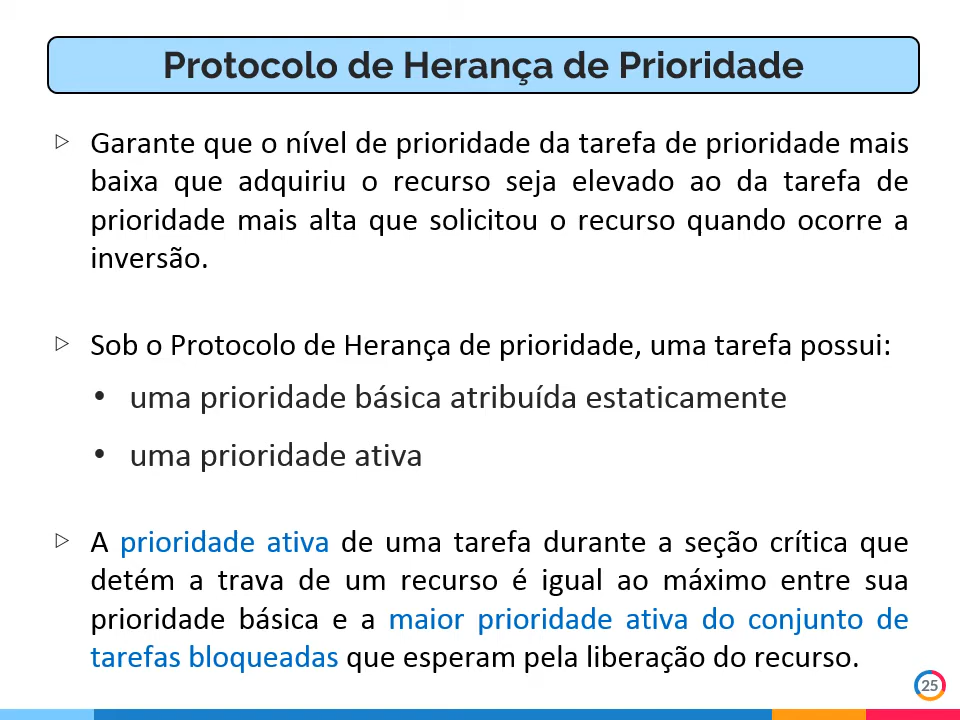 Protocolo de Herança de Prioridade
▷ Garante que o nível de prioridade da tarefa de prioridade mais
baixa que adquiriu o recurso seja elevado ao da tarefa de
prioridade mais alta que solicitou o recurso quando ocorre a
inversão.
▷ Sob o Protocolo de Herança de prioridade, uma tarefa possui:
• uma prioridade básica atribuída estaticamente
• uma prioridade ativa
▷ A prioridade ativa de uma tarefa durante a seção crítica que
detém a trava de um recurso é igual ao máximo entre sua
prioridade básica e a maior prioridade ativa do conjunto de
tarefas bloqueadas que esperam pela liberação do recurso.
25